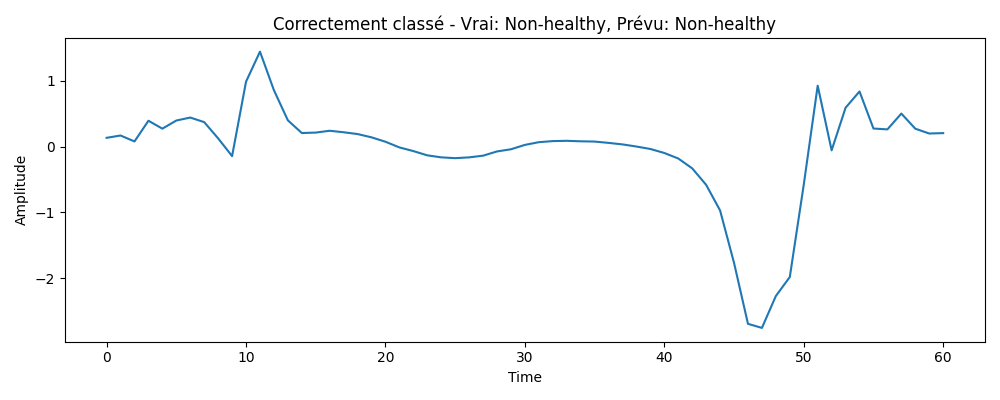 Correctement classé - Vrai: Non-healthy, Prévu: Non-healthy
Amplitude
1
0
−1
−2
0 10 20 30 40 50 60
Time